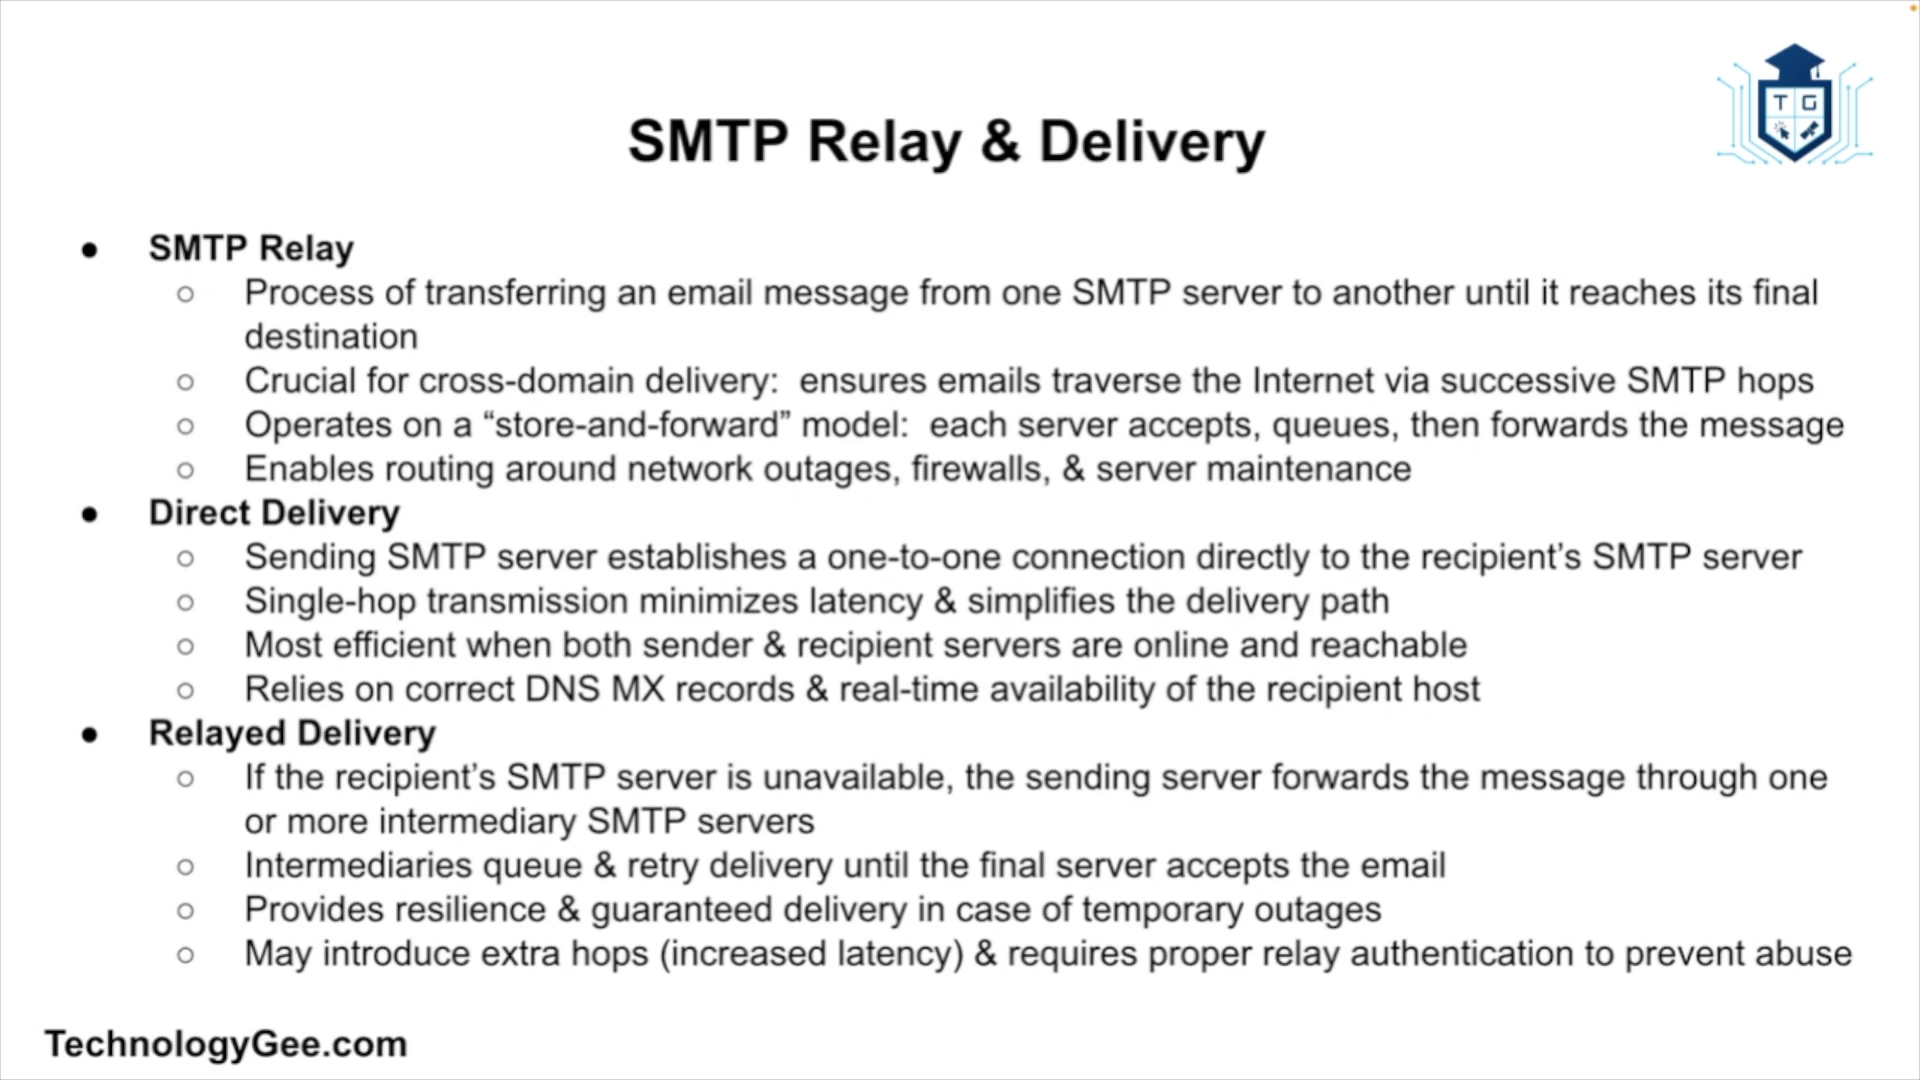 T G
SMTP Relay & Delivery
● SMTP Relay
○ Process of transferring an email message from one SMTP server to another until it reaches its final
destination
○ Crucial for cross-domain delivery:  ensures emails traverse the Internet via successive SMTP hops
○ Operates on a “store-and-forward” model:  each server accepts, queues, then forwards the message
○ Enables routing around network outages, firewalls, & server maintenance
● Direct Delivery
○ Sending SMTP server establishes a one-to-one connection directly to the recipient’s SMTP server
○ Single-hop transmission minimizes latency & simplifies the delivery path
○ Most efficient when both sender & recipient servers are online and reachable
○ Relies on correct DNS MX records & real-time availability of the recipient host
● Relayed Delivery
○ If the recipient’s SMTP server is unavailable, the sending server forwards the message through one
or more intermediary SMTP servers
○ Intermediaries queue & retry delivery until the final server accepts the email
○ Provides resilience & guaranteed delivery in case of temporary outages
○ May introduce extra hops (increased latency) & requires proper relay authentication to prevent abuse
TechnologyGee.com